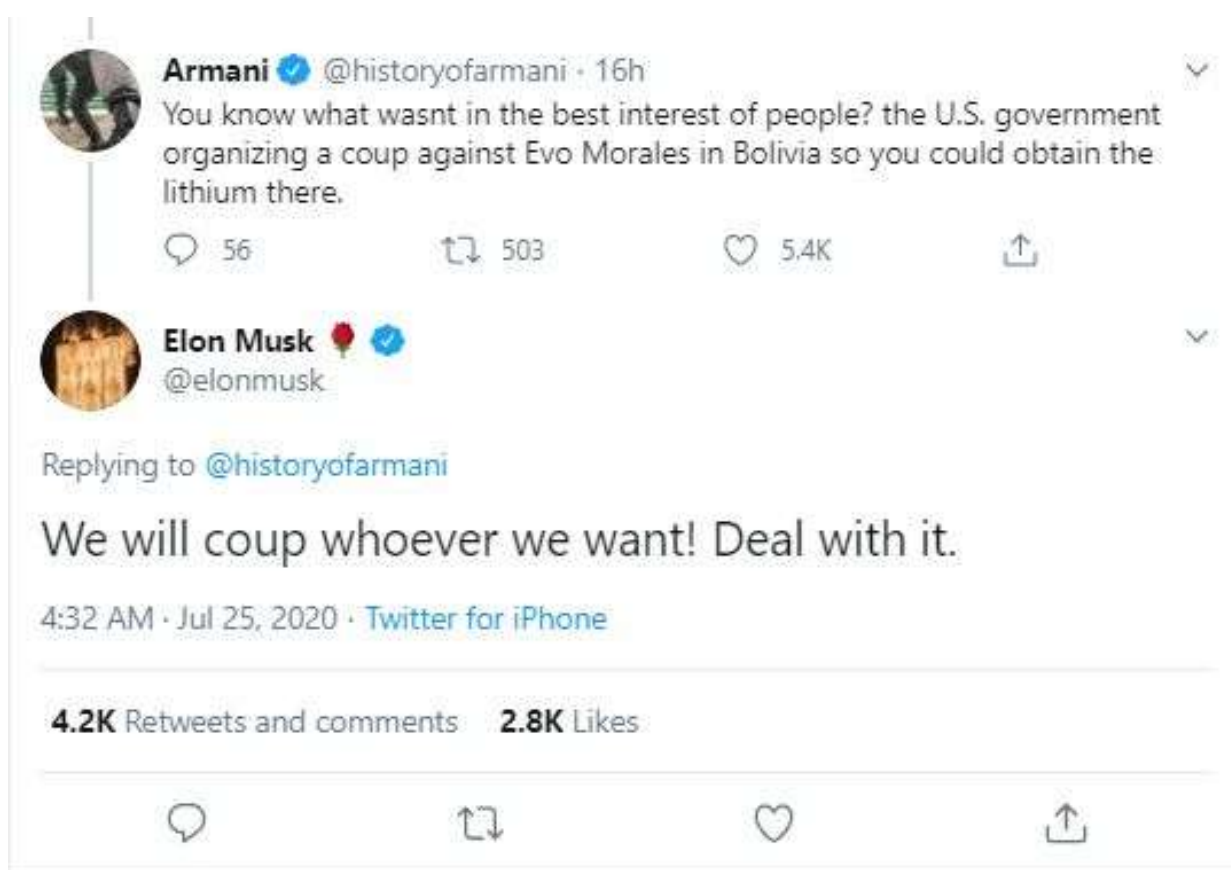 Armani @historyofarmani · 16h
You know what wasnt in the best interest of people? the U.S. government
organizing a coup against Evo Morales in Bolivia so you could obtain the
lithium there.
56 503 5.4K
Elon Musk 🌹
@elonmusk
Replying to @historyofarmani
We will coup whoever we want! Deal with it.
4:32 AM · Jul 25, 2020 · Twitter for iPhone
4.2K Retweets and comments 2.8K Likes